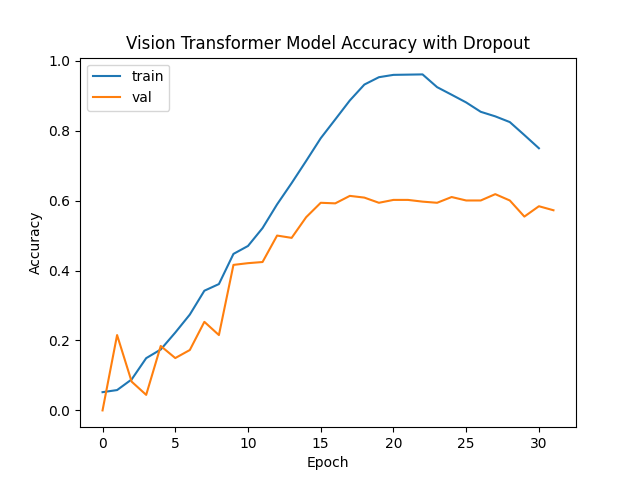 Vision Transformer Model Accuracy with Dropout
train
val
1.0
0.8
0.6
0.4
0.2
0.0
Accuracy
0 5 10 15 20 25 30
Epoch